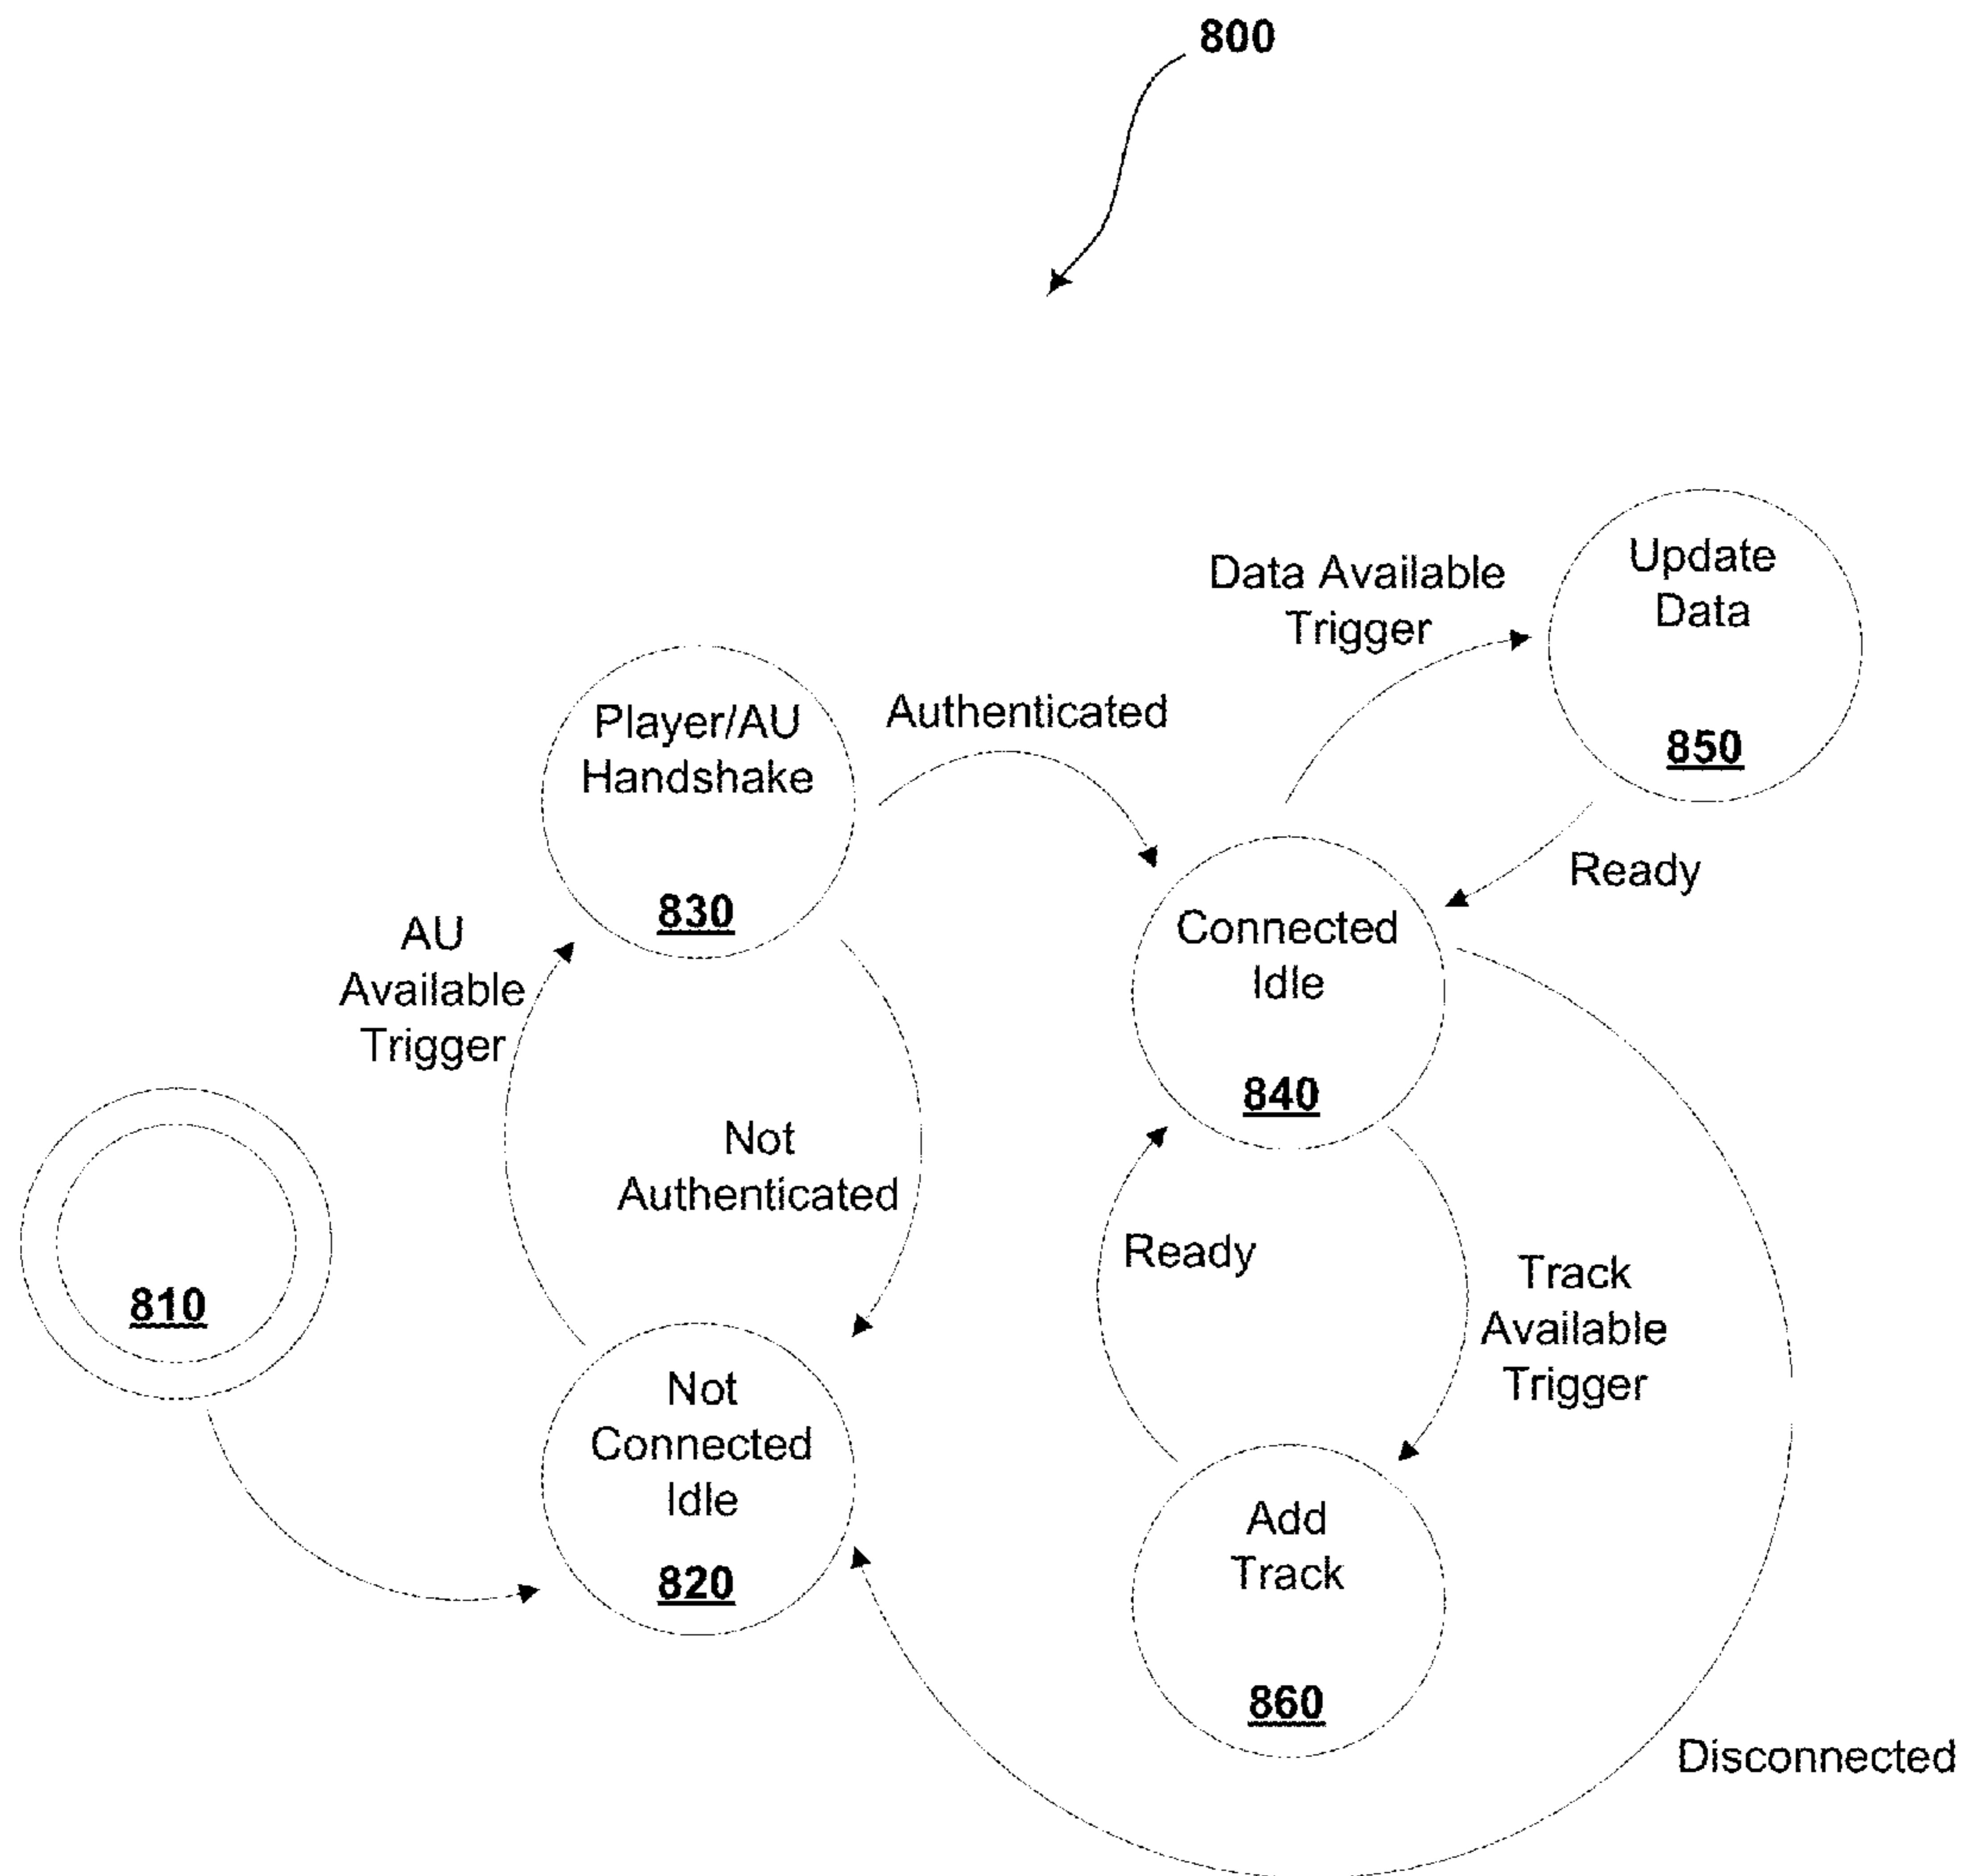 800
Update
Data
850
Data Available
Trigger
Player/AU
Handshake
830
Authenticated
Ready
Connected
Idle
840
AU
Available
Trigger
Not
Authenticated
810
Ready
Track
Available
Trigger
Not
Connected
Idle
820
Add
Track
860
Disconnected